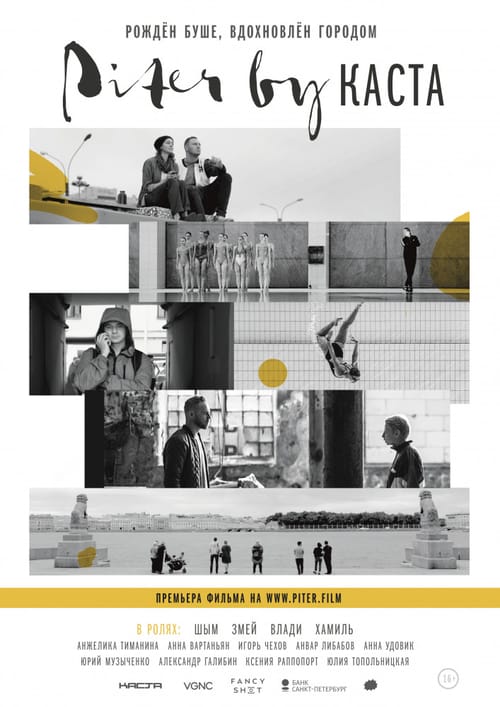 РОЖДЁН БУШЕ, ВДОХНОВЛЁН ГОРОДОМ
Piter by КАСТА
ПРЕМЬЕРА ФИЛЬМА НА WWW.PITER.FILM
В РОЛЯХ: ШЫМ ЗМЕЙ ВЛАДИ ХАМИЛЬ
АНЖЕЛИКА ТИМАНИНА АННА ВАРТАНЬЯН ИГОРЬ ЧЕХОВ АНВАР ЛИБАБОВ АННА УДОВИК
ЮРИЙ МУЗЫЧЕНКО АЛЕКСАНДР ГАЛИБИН КСЕНИЯ РАППОПОРТ ЮЛИЯ ТОПОЛЬНИЦКАЯ
КАСТА VGNC FANCY SHOT БАНК САНКТ-ПЕТЕРБУРГ 16+